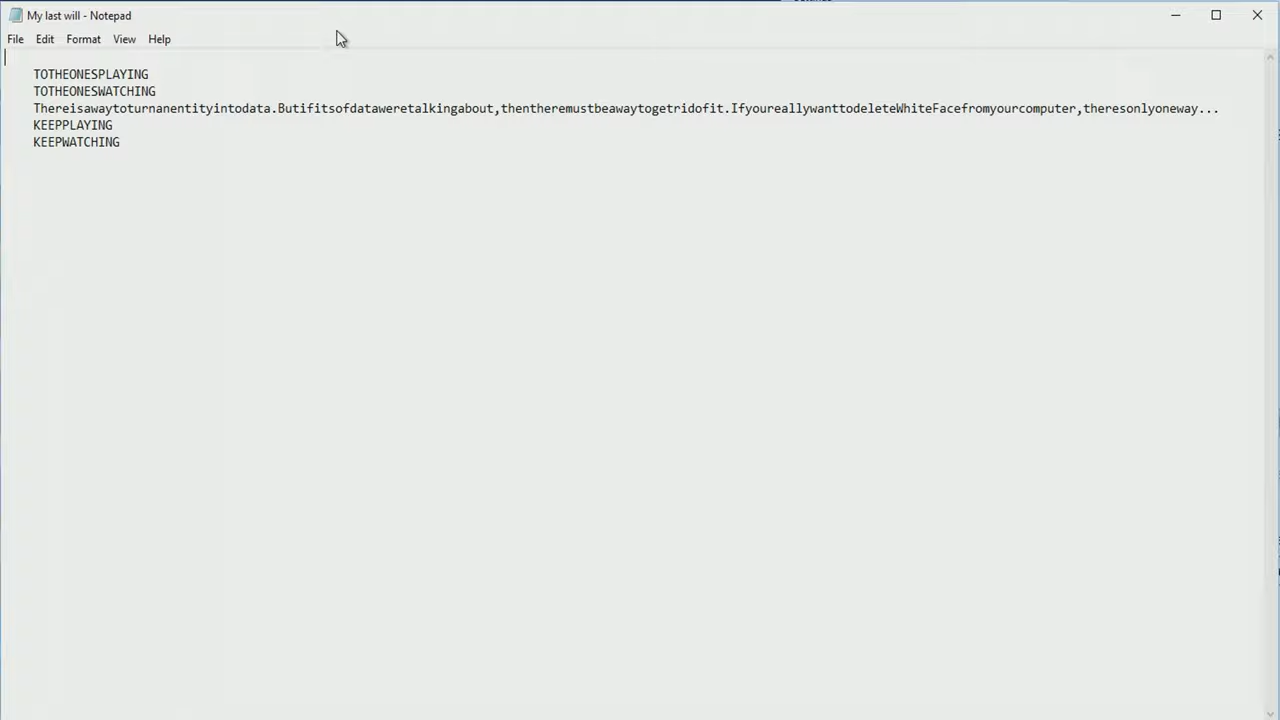 My last will - Notepad
File Edit Format View Help
TOTHEONESPLAYING
TOTHEONESWATCHING
Thereisawaytoturnanentityintodata.Butifitsofdataweretalkingabout,thentheremustbeawaytogetridofit.IfyoureallywanttodeleteWhiteFacefromyourcomputer,theresonlyoneway...
KEEPPLAYING
KEEPWATCHING